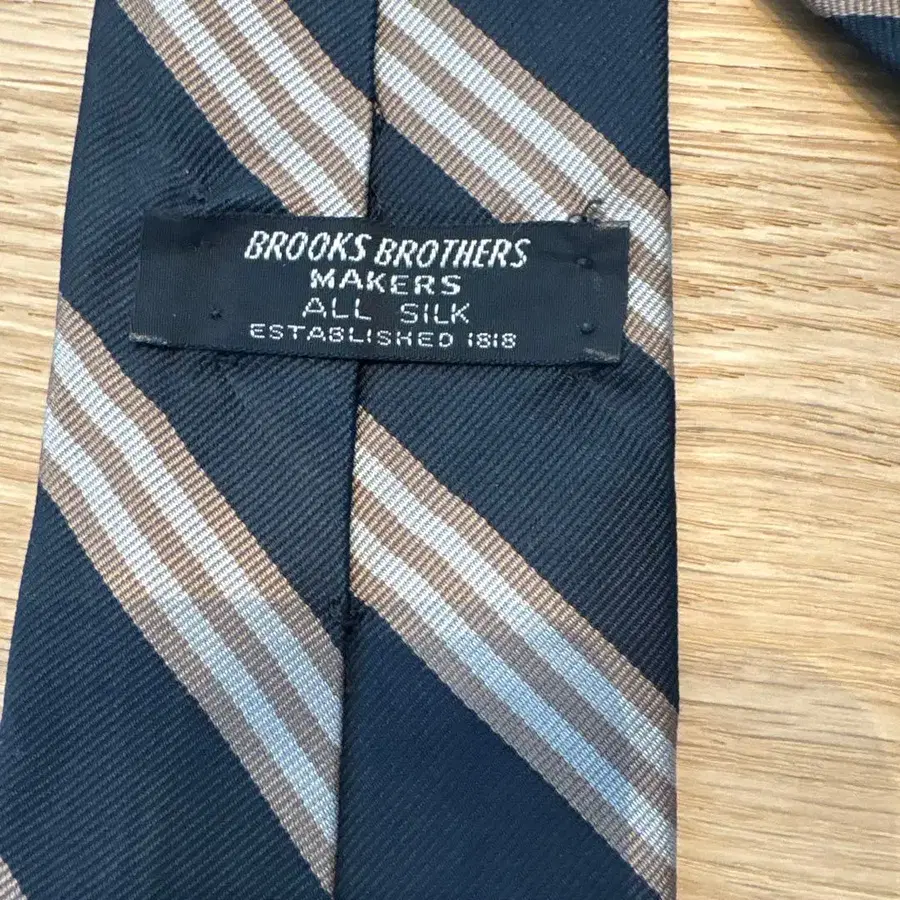 BROOKS BROTHERS
MAKERS
ALL SILK
ESTABLISHED 1818